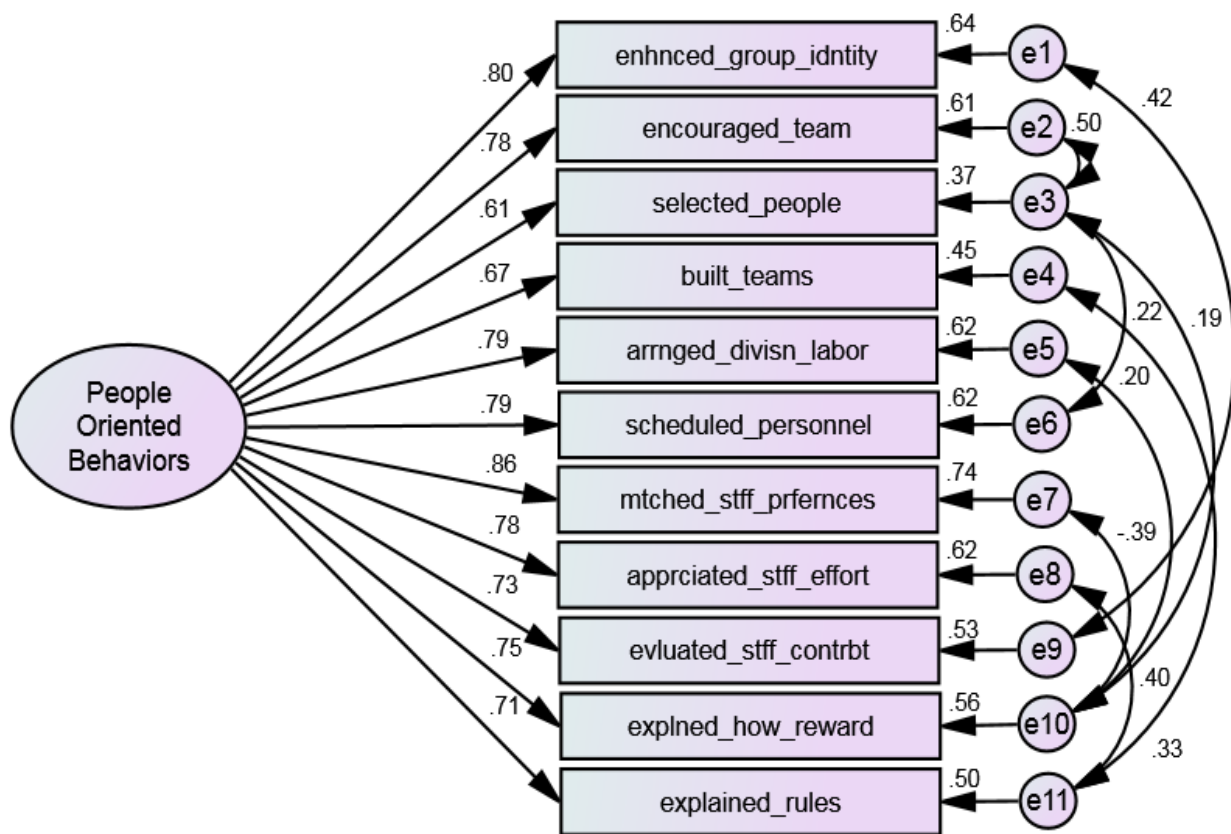 .64
enhnced_group_idntity
e1
.80
.42
.61
encouraged_team
e2
.50
.78
.37
selected_people
e3
.61
.45
built_teams
e4
.67
.22
.19
.62
arrnged_divisn_labor
e5
.79
.20
People
Oriented
Behaviors
.62
scheduled_personnel
e6
.79
.74
mtched_stff_prfernces
e7
.86
-.39
.62
apprciated_stff_effort
e8
.78
.53
evluated_stff_contrbt
e9
.73
.40
.56
explned_how_reward
e10
.75
.33
.50
explained_rules
e11
.71